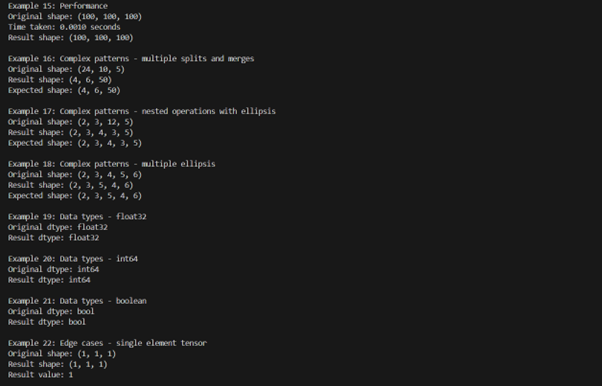 Example 15: Performance
Original shape: (100, 100, 100)
Time taken: 0.0010 seconds
Result shape: (100, 100, 100)
Example 16: Complex patterns - multiple splits and merges
Original shape: (24, 10, 5)
Result shape: (4, 6, 50)
Expected shape: (4, 6, 50)
Example 17: Complex patterns - nested operations with ellipsis
Original shape: (2, 3, 12, 5)
Result shape: (2, 3, 4, 3, 5)
Expected shape: (2, 3, 4, 3, 5)
Example 18: Complex patterns - multiple ellipsis
Original shape: (2, 3, 4, 5, 6)
Result shape: (2, 3, 5, 4, 6)
Expected shape: (2, 3, 5, 4, 6)
Example 19: Data types - float32
Original dtype: float32
Result dtype: float32
Example 20: Data types - int64
Original dtype: int64
Result dtype: int64
Example 21: Data types - boolean
Original dtype: bool
Result dtype: bool
Example 22: Edge cases - single element tensor
Original shape: (1, 1, 1)
Result shape: (1, 1, 1)
Result value: 1